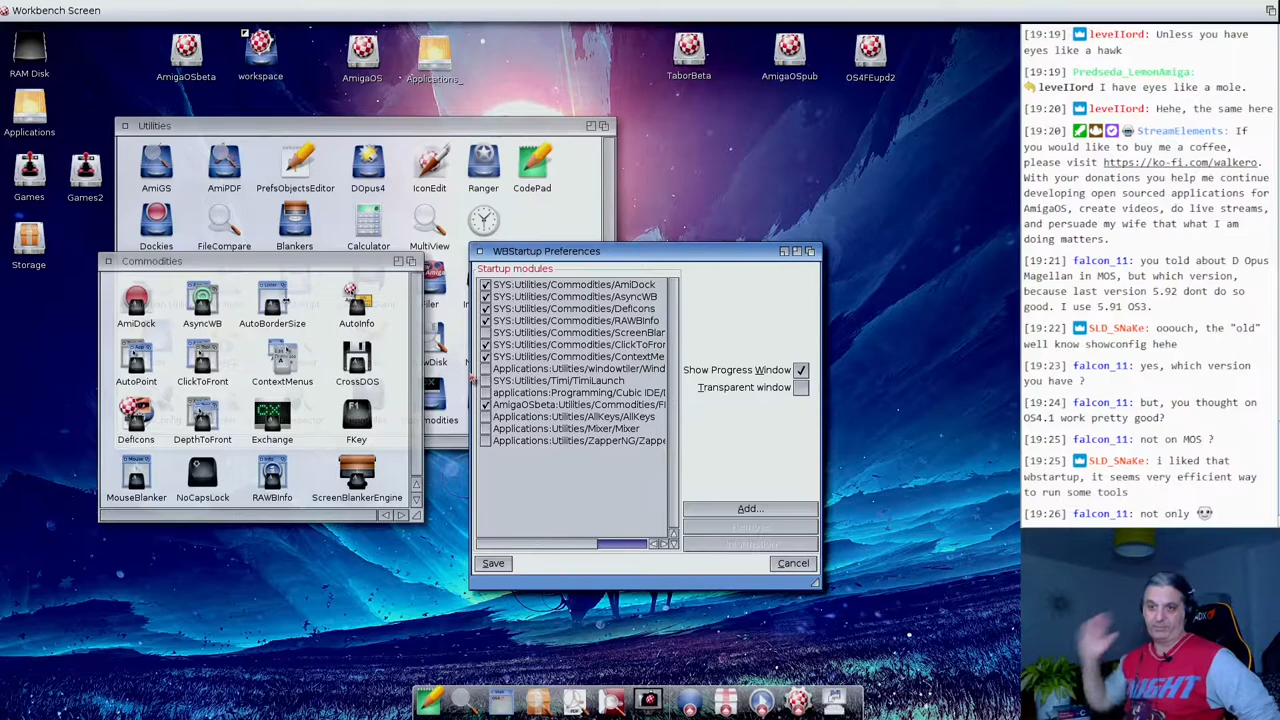 Workbench Screen
RAM Disk
AmigaOSbeta
workspace
AmigaOS
Applications_
TaborBeta
AmigaOSpub
OS4FEupd2
Applications
Games
Games2
Storage
Utilities
AmiGS
AmiPDF
PrefsObjectsEditor
DOpus4
IconEdit
Ranger
CodePad
Dockies
FileCompare
Blankers
Calculator
MultiView
Commodities
AmiDock
AsyncWB
AutoBorderSize
AutoInfo
AutoPoint
ClickToFront
ContextMenus
CrossDOS
DefIcons
DepthToFront
Exchange
FKey
MouseBlanker
NoCapsLock
RAWBInfo
ScreenBlankerEngine
WBStartup Preferences
Startup modules
SYS:Utilities/Commodities/AmiDock
SYS:Utilities/Commodities/AsyncWB
SYS:Utilities/Commodities/DefIcons
SYS:Utilities/Commodities/RAWBInfo
SYS:Utilities/Commodities/ScreenBlan
SYS:Utilities/Commodities/ClickToFror
SYS:Utilities/Commodities/ContextMe
Applications:Utilities/windowtiler/Wind
SYS:Utilities/Timi/TimiLaunch
applications:Programming/Cubic IDE/
AmigaOSbeta:Utilities/Commodities/
Applications:Utilities/AllKeys/AllKeys
Applications:Utilities/Mixer/Mixer
Applications:Utilities/ZapperNG/Zappe
Show Progress Window
Transparent window
Add...
Save
Cancel
[19:19] leveIIord: Unless you have
eyes like a hawk
[19:19] Predseda_LemonAmiga:
leveIIord I have eyes like a mole.
[19:20] leveIIord: Hehe, the same here
[19:20] StreamElements: If
you would like to buy me a coffee,
please visit https://ko-fi.com/walkero.
With your donations you help me continue
developing open sourced applications for
AmigaOS, create videos, do live streams,
and persuade my wife that what I am
doing matters.
[19:21] falcon_11: you told about D Opus
Magellan in MOS, but which version,
because last version 5.92 dont do so
good. I use 5.91 OS3.
[19:22] SLD_SNaKe: ooouch, the "old"
well know showconfig hehe
[19:23] falcon_11: yes, which version
you have ?
[19:24] falcon_11: but, you thought on
OS4.1 work pretty good?
[19:25] falcon_11: not on MOS ?
[19:25] SLD_SNaKe: i liked that
wbstartup, it seems very efficient way
to run some tools
[19:26] falcon_11: not only